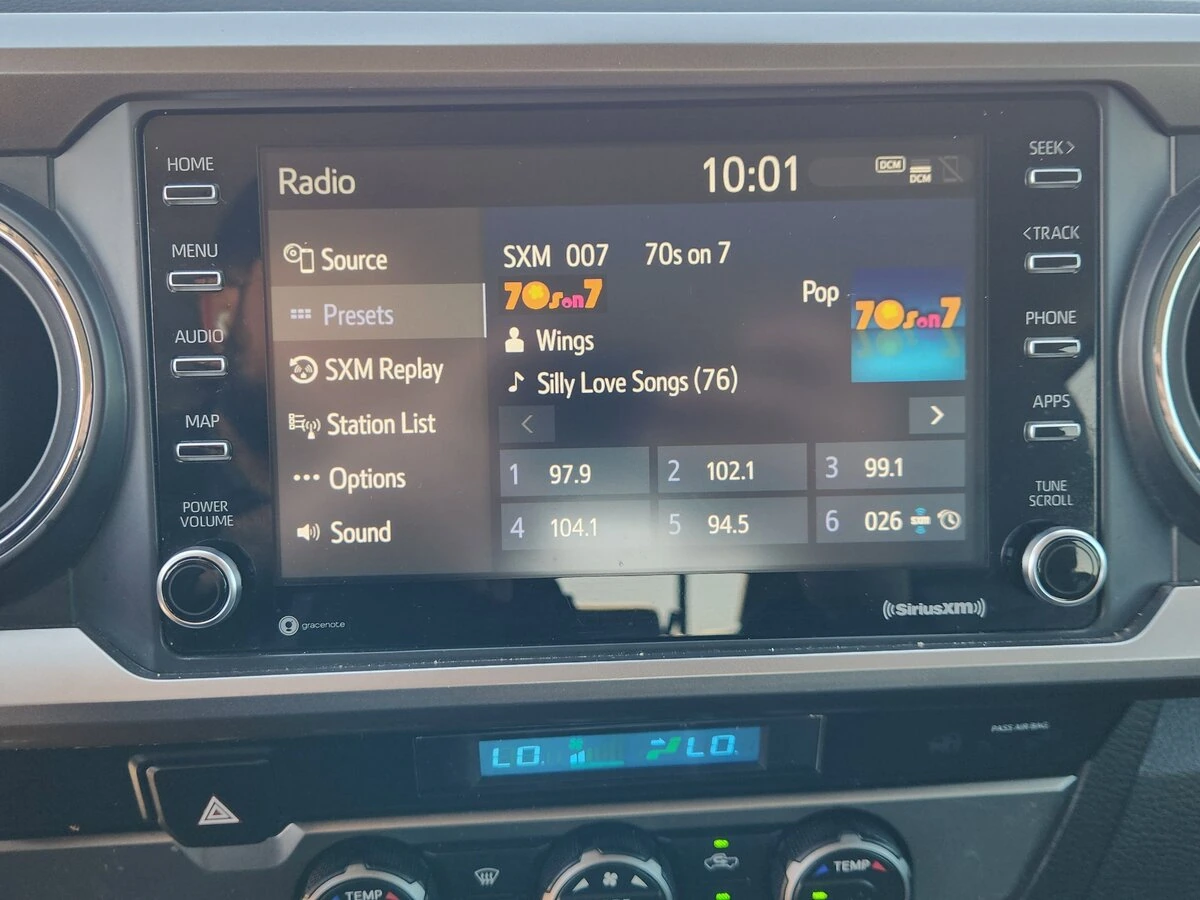 HOME
MENU
AUDIO
MAP
POWER
VOLUME
Radio
10:01
DCM
DCM
Source
Presets
SXM Replay
Station List
Options
Sound
SXM 007 70s on 7
70s on 7
Pop
70s on 7
Wings
Silly Love Songs (76)
<
>
1 97.9
2 102.1
3 99.1
4 104.1
5 94.5
6 026 sxm
SEEK >
< TRACK
PHONE
APPS
TUNE
SCROLL
gracenote
((SiriusXM))
PASS AIR BAG
LO
LO
TEMP
TEMP